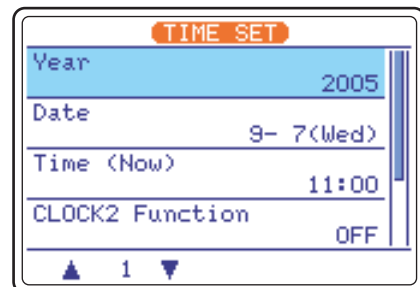 TIME SET
Year
2005
Date
9- 7(Wed)
Time (Now)
11:00
CLOCK2 Function
OFF
▲ 1 ▼